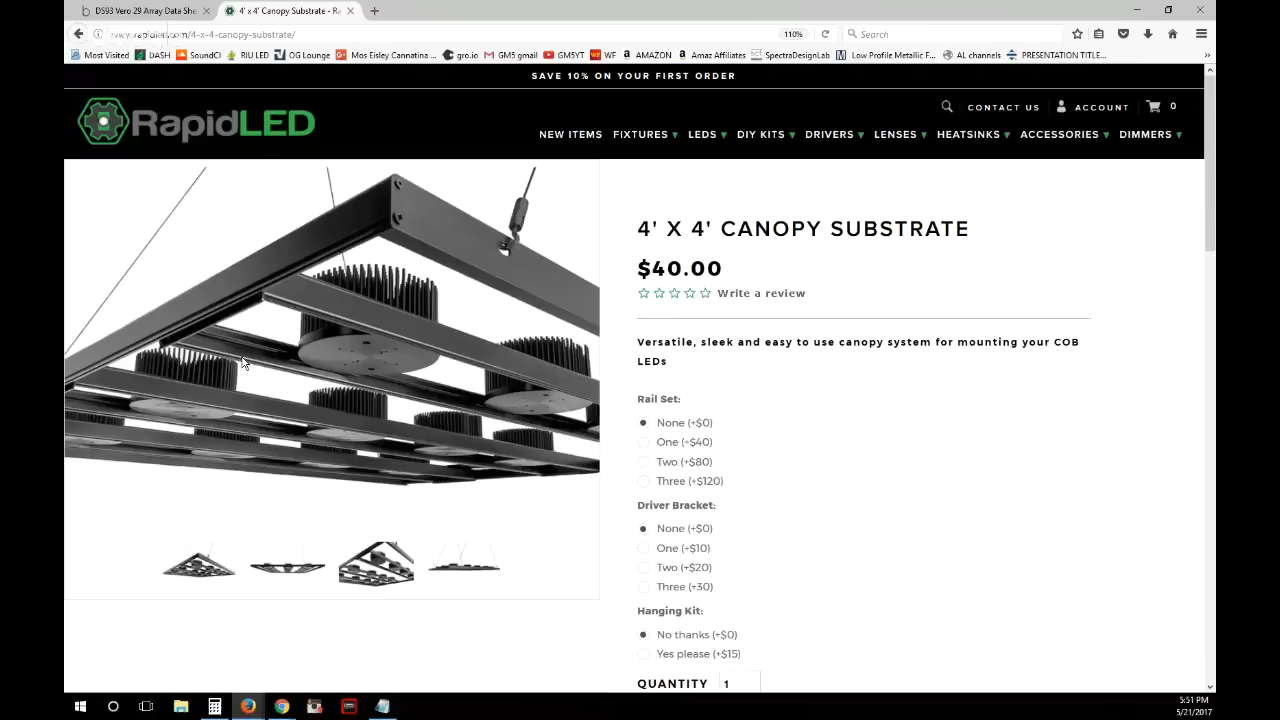 DS93 Vero 29 Array Data She
4' x 4' Canopy Substrate - Ra
www.rapidled.com/4-x-4-canopy-substrate/
110%
Search
Most Visited
DASH
SoundCl
RIU LED
OG Lounge
Mos Eisley Cannatina ...
gro.io
GM5 gmail
GM5YT
WF
AMAZON
Amaz Affiliates
SpectraDesignLab
Low Profile Metallic F...
AL channels
PRESENTATION TITLE...
SAVE 10% ON YOUR FIRST ORDER
RapidLED
CONTACT US
ACCOUNT
0
NEW ITEMS
FIXTURES
LEDS
DIY KITS
DRIVERS
LENSES
HEATSINKS
ACCESSORIES
DIMMERS
4' X 4' CANOPY SUBSTRATE
$40.00
Write a review
Versatile, sleek and easy to use canopy system for mounting your COB
LEDs
Rail Set:
None (+$0)
One (+$40)
Two (+$80)
Three (+$120)
Driver Bracket:
None (+$0)
One (+$10)
Two (+$20)
Three (+30)
Hanging Kit:
No thanks (+$0)
Yes please (+$15)
QUANTITY 1
5:51 PM
5/21/2017